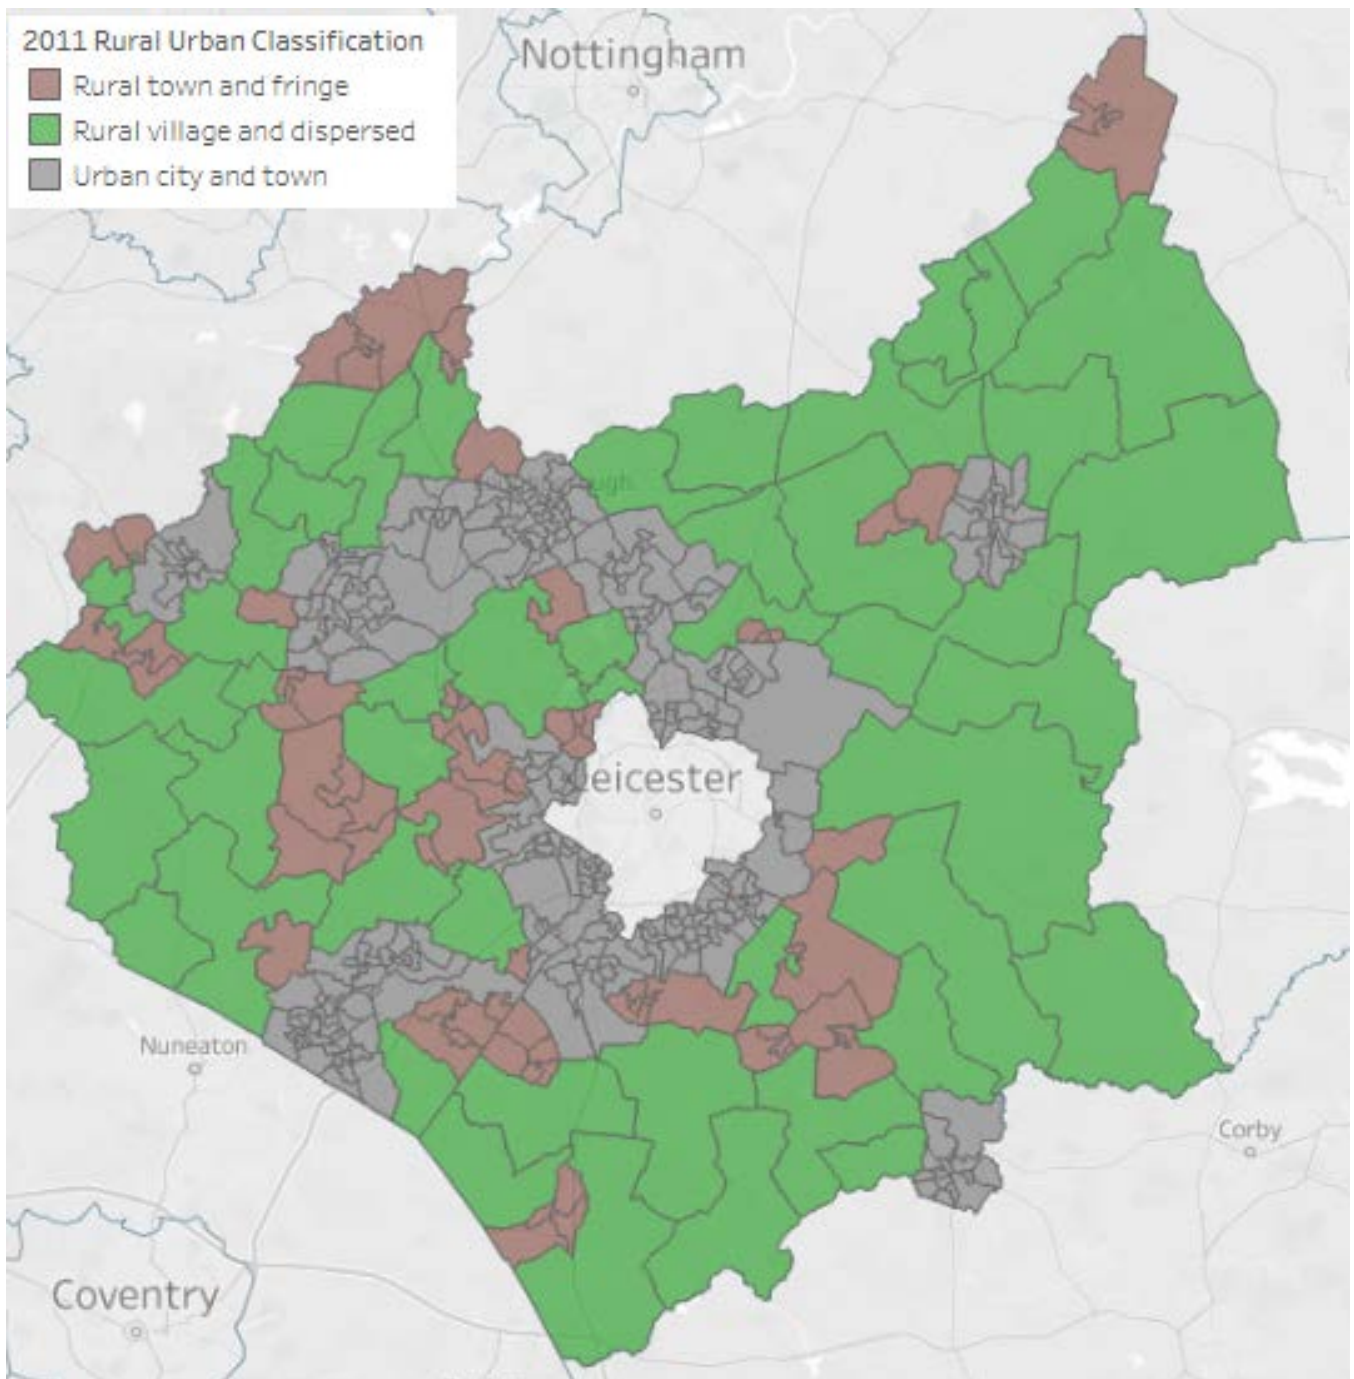 2011 Rural Urban Classification
Rural town and fringe
Rural village and dispersed
Urban city and town
Nottingham
Leicester
Nuneaton
Corby
Coventry